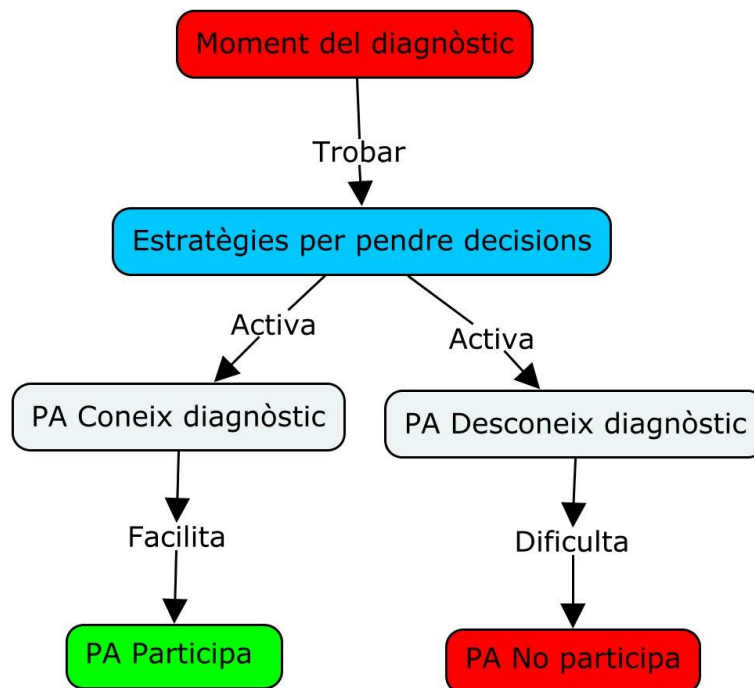 Moment del diagnòstic
Trobar
Estratègies per pendre decisions
Activa
Activa
PA Coneix diagnòstic
PA Desconeix diagnòstic
Facilita
Dificulta
PA Participa
PA No participa